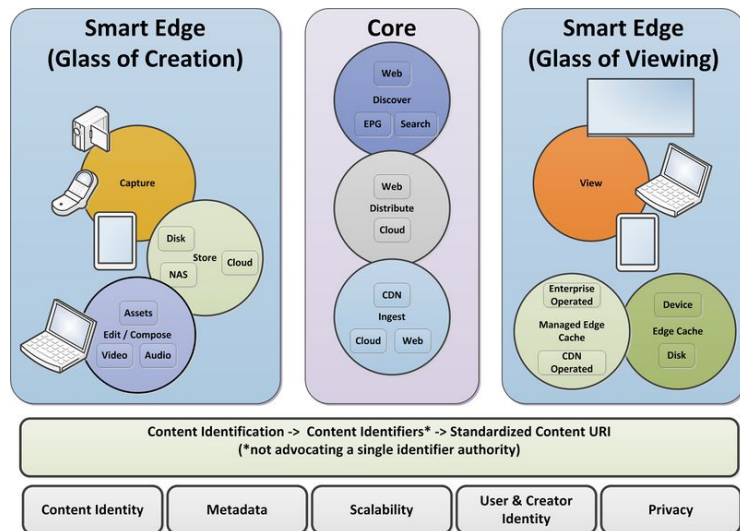 Smart Edge
(Glass of Creation)
Capture
Disk
Store
Cloud
NAS
Assets
Edit / Compose
Video
Audio
Core
Web
Discover
EPG
Search
Web
Distribute
Cloud
CDN
Ingest
Cloud
Web
Smart Edge
(Glass of Viewing)
View
Enterprise
Operated
Managed Edge
Cache
CDN
Operated
Device
Edge Cache
Disk
Content Identification -> Content Identifiers* -> Standardized Content URI
(*not advocating a single identifier authority)
Content Identity
Metadata
Scalability
User & Creator
Identity
Privacy